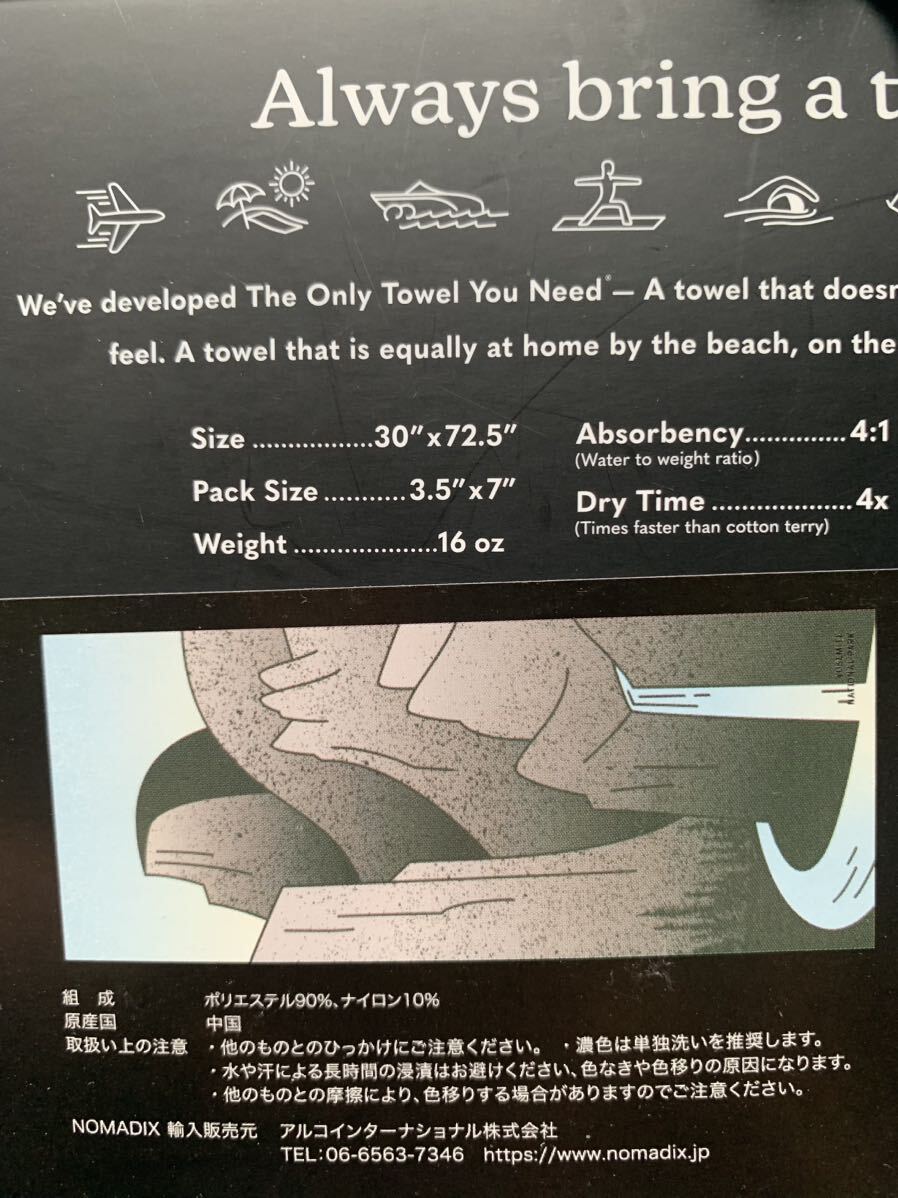 Always bring a t
We've developed The Only Towel You Need® — A towel that doesn
feel. A towel that is equally at home by the beach, on the
Size .................30"x72.5"
Absorbency.............. 4:1
(Water to weight ratio)
Pack Size ........... 3.5"x7"
Dry Time .................... 4x
(Times faster than cotton terry)
Weight ....................16 oz
YOSEMITE
NATIONAL PARK
組 成 ポリエステル90%、ナイロン10%
原産国 中国
取扱い上の注意 ・他のものとのひっかけにご注意ください。 ・濃色は単独洗いを推奨します。
・水や汗による長時間の浸漬はお避けください、色なきや色移りの原因になります。
・他のものとの摩擦により、色移りする場合がありますのでご注意ください。
NOMADIX 輸入販売元 アルコインターナショナル株式会社
TEL:06-6563-7346 https://www.nomadix.jp